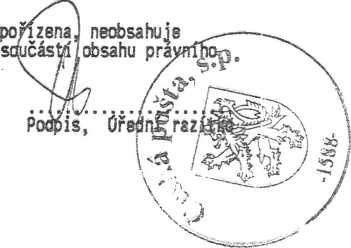 pořízena, neobsahuje
součástí obsahu právního
Podpis, Úřední razítko
Česká pošta, s.p.
-1588-